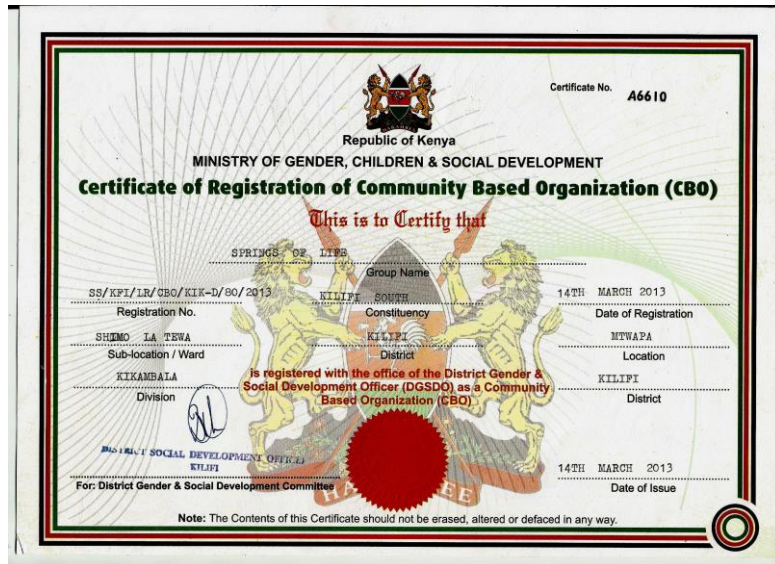 Certificate No. A6610
Republic of Kenya
MINISTRY OF GENDER, CHILDREN & SOCIAL DEVELOPMENT
Certificate of Registration of Community Based Organization (CBO)
This is to Certify that
SPRINGS OF LIFE
Group Name
SS/KFI/LR/CBO/KIK-D/80/2013 KILIFI SOUTH 14TH MARCH 2013
Registration No. Constituency Date of Registration
SHIMO LA TEWA KILIFI MTWAPA
Sub-location / Ward District Location
KIKAMBALA KILIFI
Division District
is registered with the office of the District Gender &
Social Development Officer (DGSDO) as a Community
Based Organization (CBO)
DISTRICT SOCIAL DEVELOPMENT OFFICER
KILIFI
14TH MARCH 2013
For: District Gender & Social Development Committee Date of Issue
HA EE
Note: The Contents of this Certificate should not be erased, altered or defaced in any way.